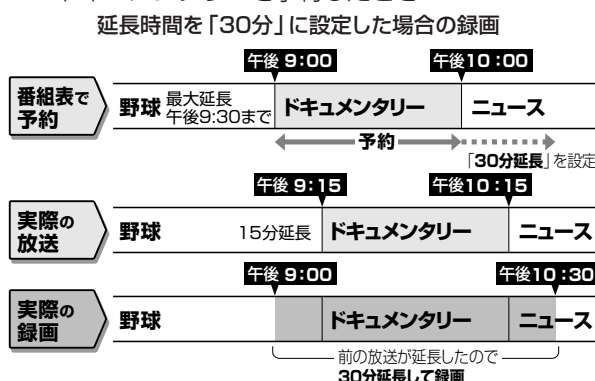 延長時間を「30分」に設定した場合の録画
午後 9:00 午後10:00
番組表で
予約
野球 最大延長
午後9:30まで
ドキュメンタリー ニュース
予約
「30分延長」を設定
午後 9:15 午後10:15
実際の
放送
野球 15分延長 ドキュメンタリー ニュース
午後 9:00 午後10:30
実際の
録画
野球 ドキュメンタリー ニュース
前の放送が延長したので
30分延長して録画